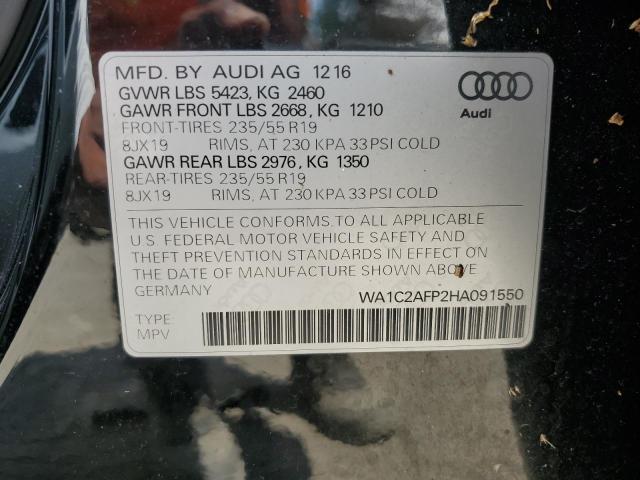 MFD. BY AUDI AG 12 16
GVWR LBS 5423, KG 2460
GAWR FRONT LBS 2668, KG 1210
FRONT-TIRES 235/55 R19
8JX19 RIMS, AT 230 KPA 33 PSI COLD
GAWR REAR LBS 2976, KG 1350
REAR-TIRES 235/55 R19
8JX19 RIMS, AT 230 KPA 33 PSI COLD
Audi
THIS VEHICLE CONFORMS TO ALL APPLICABLE
U.S. FEDERAL MOTOR VEHICLE SAFETY AND
THEFT PREVENTION STANDARDS IN EFFECT ON
THE DATE OF MANUFACTURE SHOWN ABOVE
GERMANY
WA1C2AFP2HA091550
TYPE:
MPV